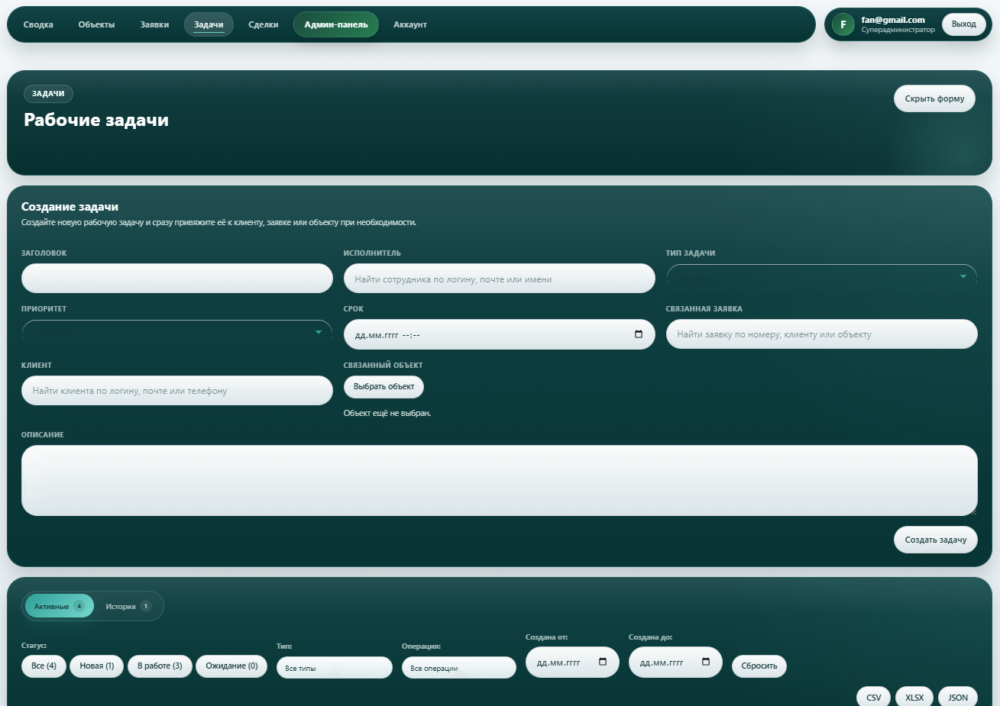 Сводка Объекты Заявки Задачи Сделки Админ-панель Аккаунт
F fan@gmail.com Суперадминистратор Выход
ЗАДАЧИ
Рабочие задачи
Скрыть форму
Создание задачи
Создайте новую рабочую задачу и сразу привяжите её к клиенту, заявке или объекту при необходимости.
ЗАГОЛОВОК ИСПОЛНИТЕЛЬ ТИП ЗАДАЧИ
Найти сотрудника по логину, почте или имени
ПРИОРИТЕТ СРОК СВЯЗАННАЯ ЗАЯВКА
дд.мм.гггг --:-- Найти заявку по номеру, клиенту или объекту
КЛИЕНТ СВЯЗАННЫЙ ОБЪЕКТ
Найти клиента по логину, почте или телефону Выбрать объект
Объект ещё не выбран.
ОПИСАНИЕ
Создать задачу
Активные 4 История 1
Статус: Тип: Операция: Создана от: Создана до:
Все (4) Новая (1) В работе (3) Ожидание (0) Все типы Все операции дд.мм.гггг дд.мм.гггг Сбросить
CSV XLSX JSON